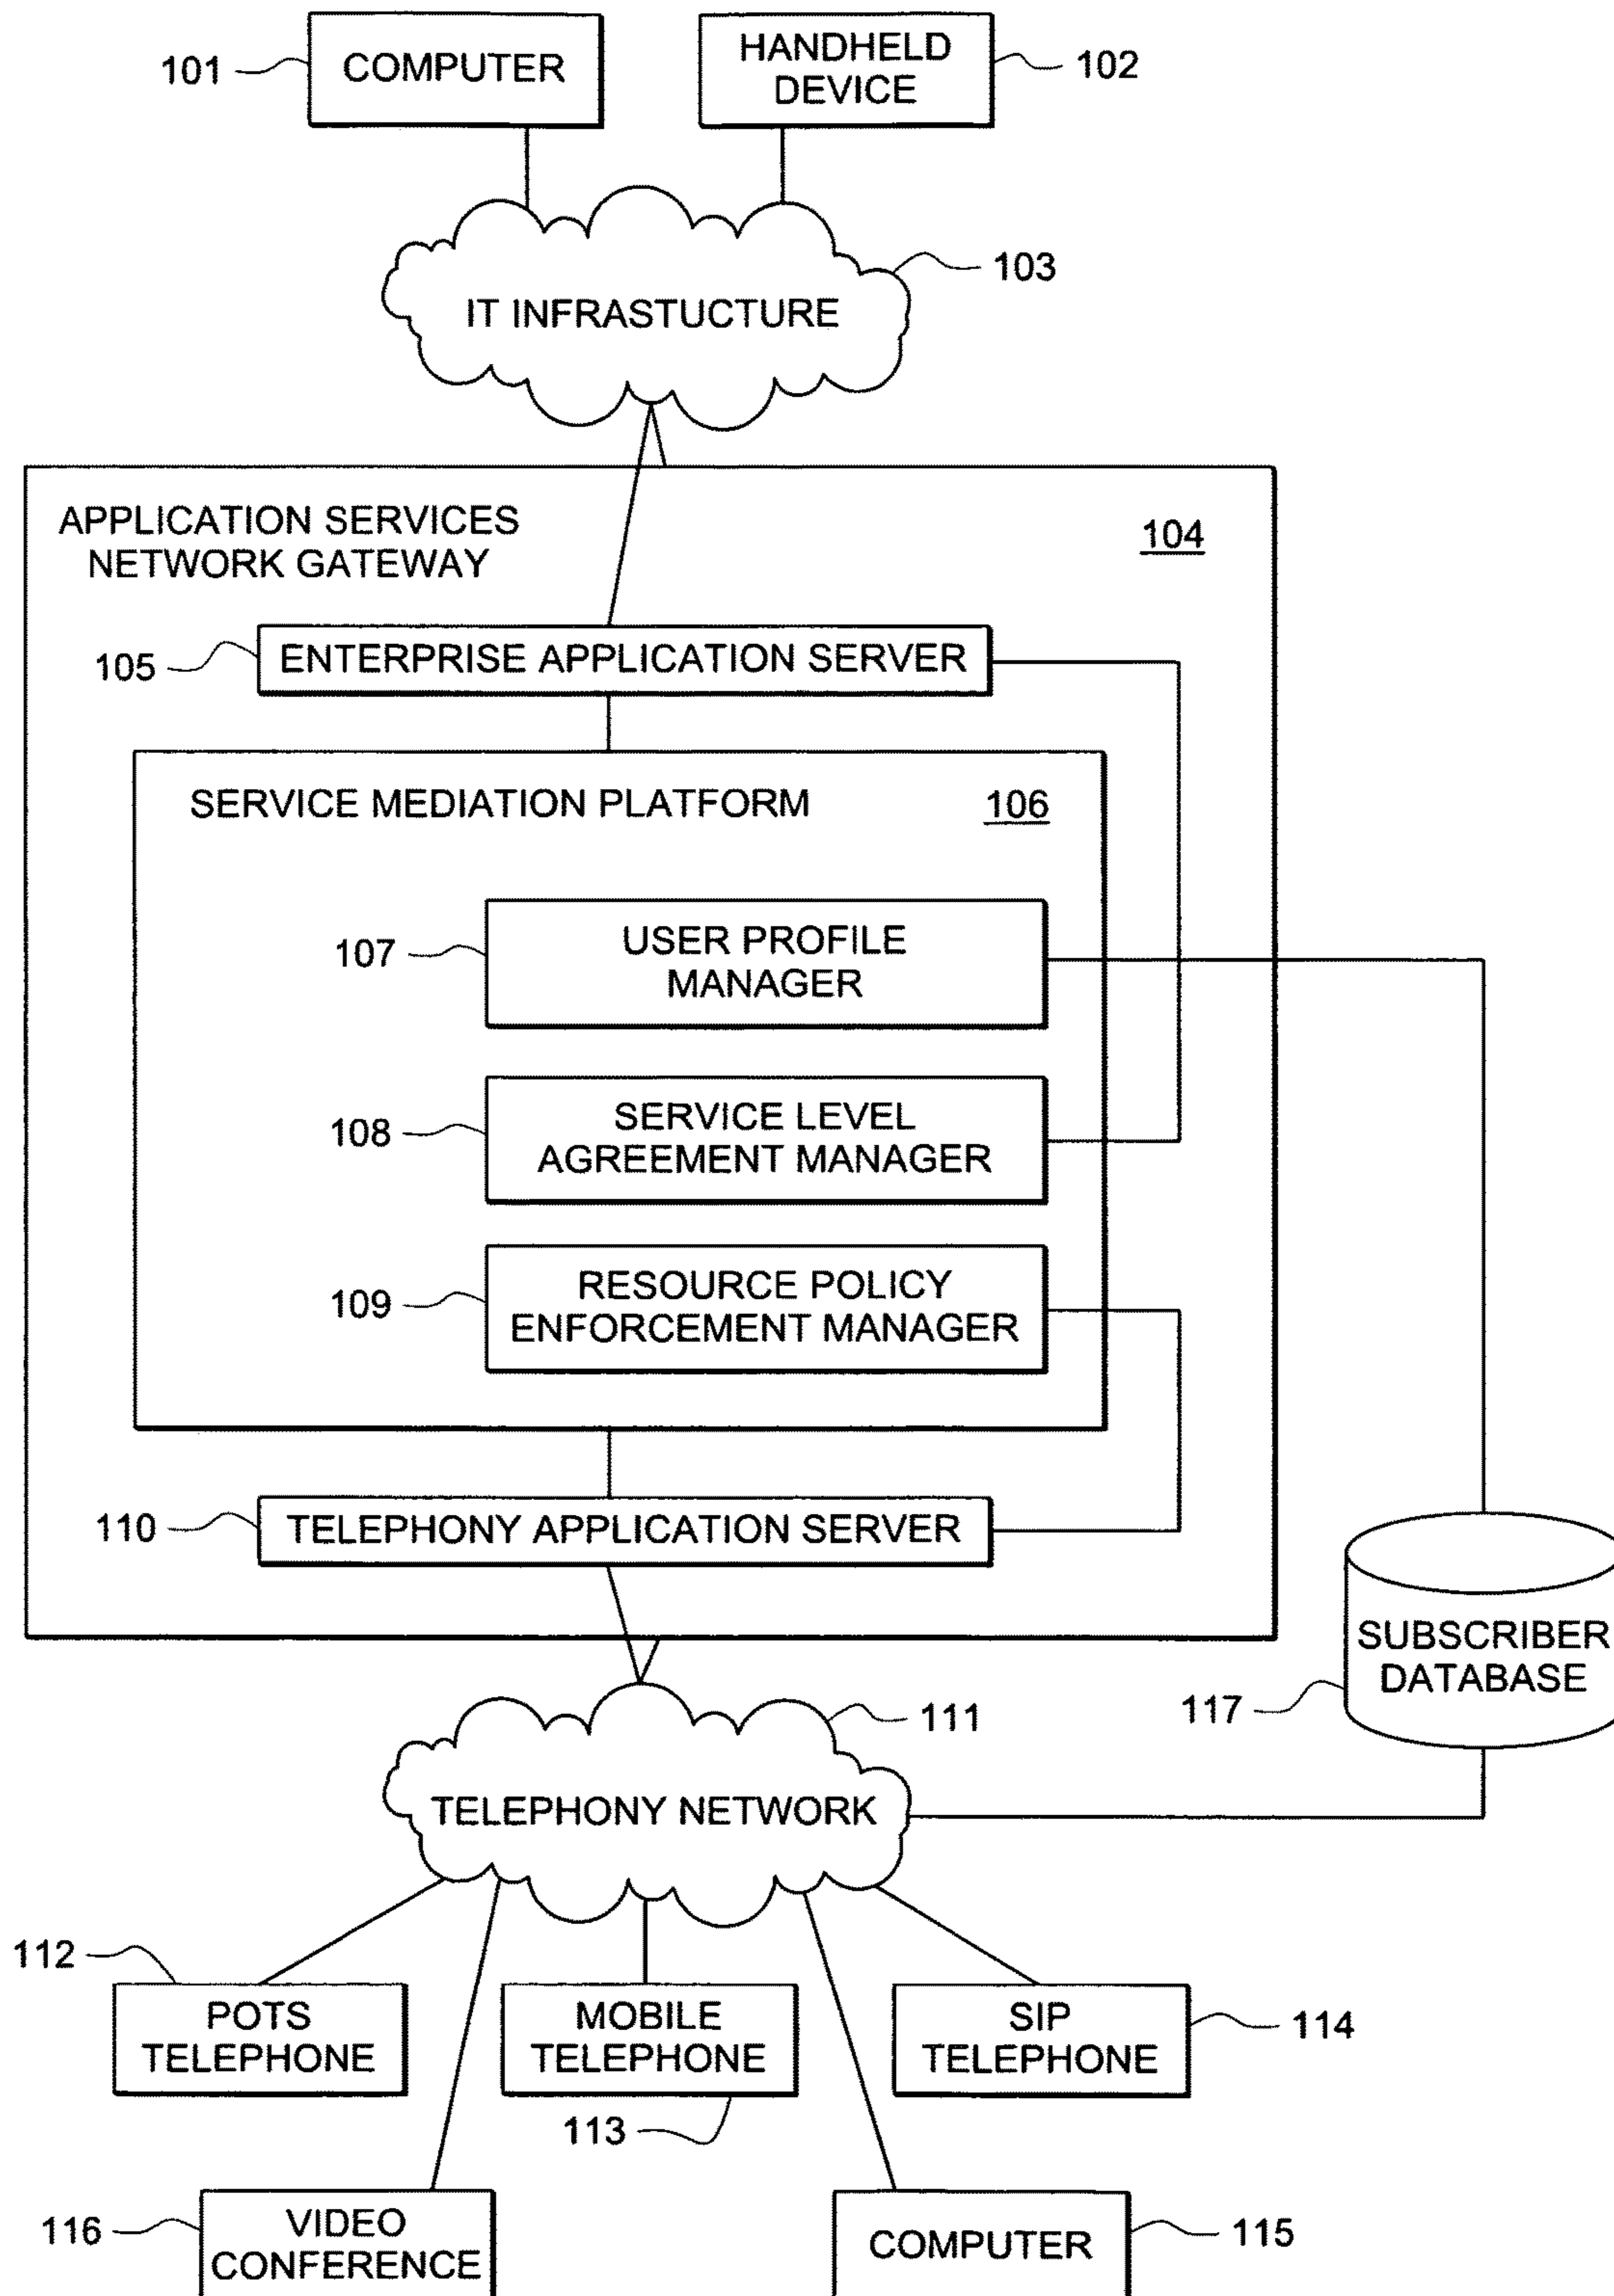 101
COMPUTER
HANDHELD
DEVICE
102
103
IT INFRASTUCTURE
APPLICATION SERVICES
NETWORK GATEWAY
104
105
ENTERPRISE APPLICATION SERVER
SERVICE MEDIATION PLATFORM
106
107
USER PROFILE
MANAGER
108
SERVICE LEVEL
AGREEMENT MANAGER
109
RESOURCE POLICY
ENFORCEMENT MANAGER
110
TELEPHONY APPLICATION SERVER
SUBSCRIBER
DATABASE
117
111
TELEPHONY NETWORK
112
POTS
TELEPHONE
MOBILE
TELEPHONE
113
SIP
TELEPHONE
114
116
VIDEO
CONFERENCE
COMPUTER
115